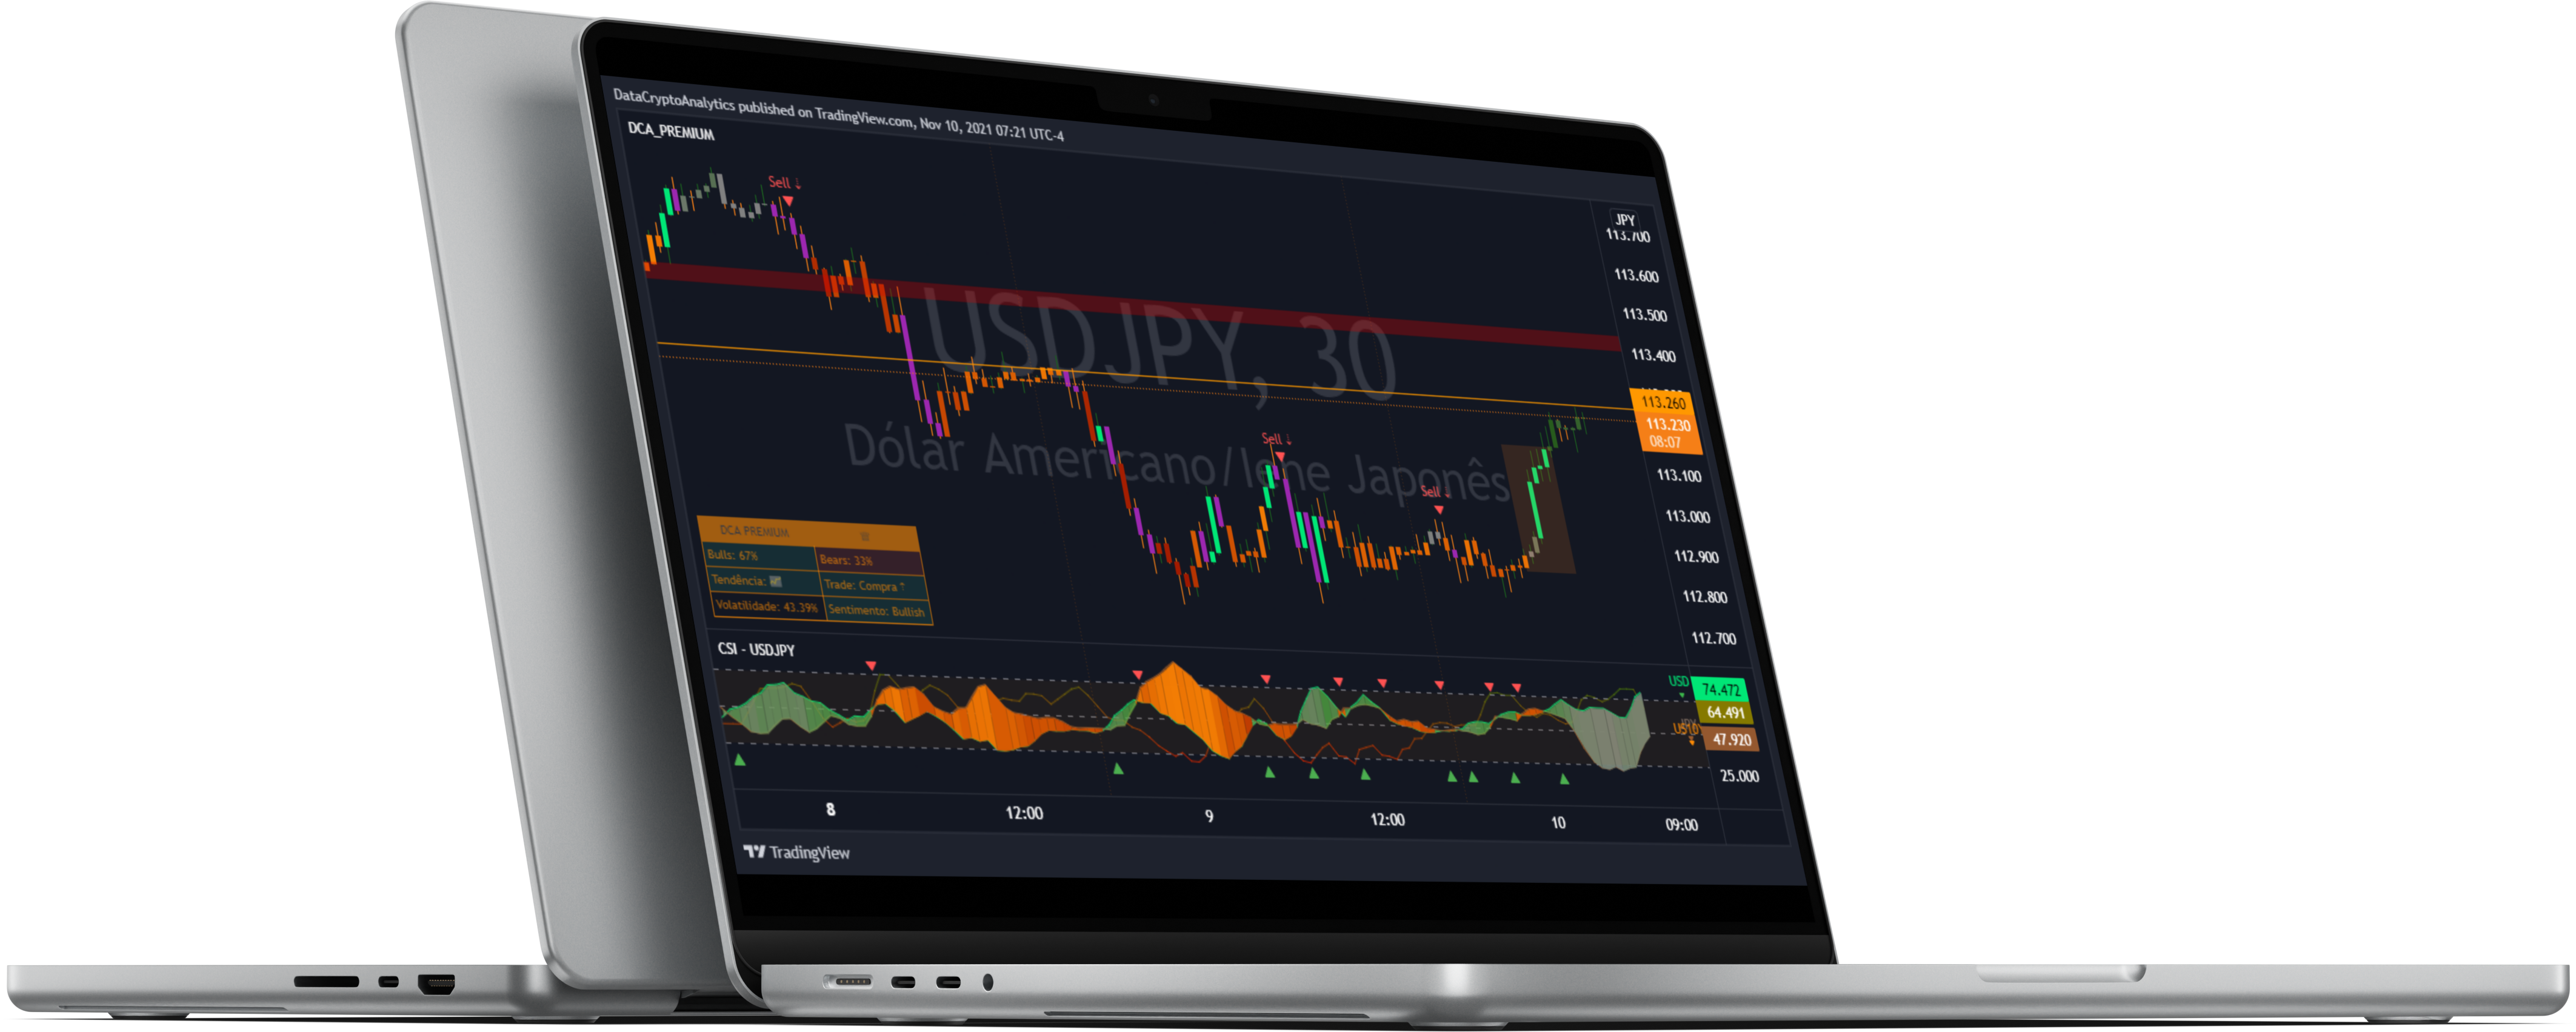 DataCryptoAnalytics published on TradingView.com, Nov 10, 2021 07:21 UTC-4
DCA_PREMIUM
Sell ↓
JPY
113.700
113.600
113.500
113.400
USDJPY, 30
113.260
113.230
08:07
Dólar Americano/Iene Japonês
Sell ↓
Sell ↓
113.100
113.000
112.900
112.800
112.700
DCA PREMIUM
Bulls: 67% Bears: 33%
Tendência: Trade: Compra ↑
Volatilidade: 43.39% Sentimento: Bullish
CSI - USDJPY
USD 74.472
64.491
47.920
25.000
8 12:00 9 12:00 10 09:00
TradingView